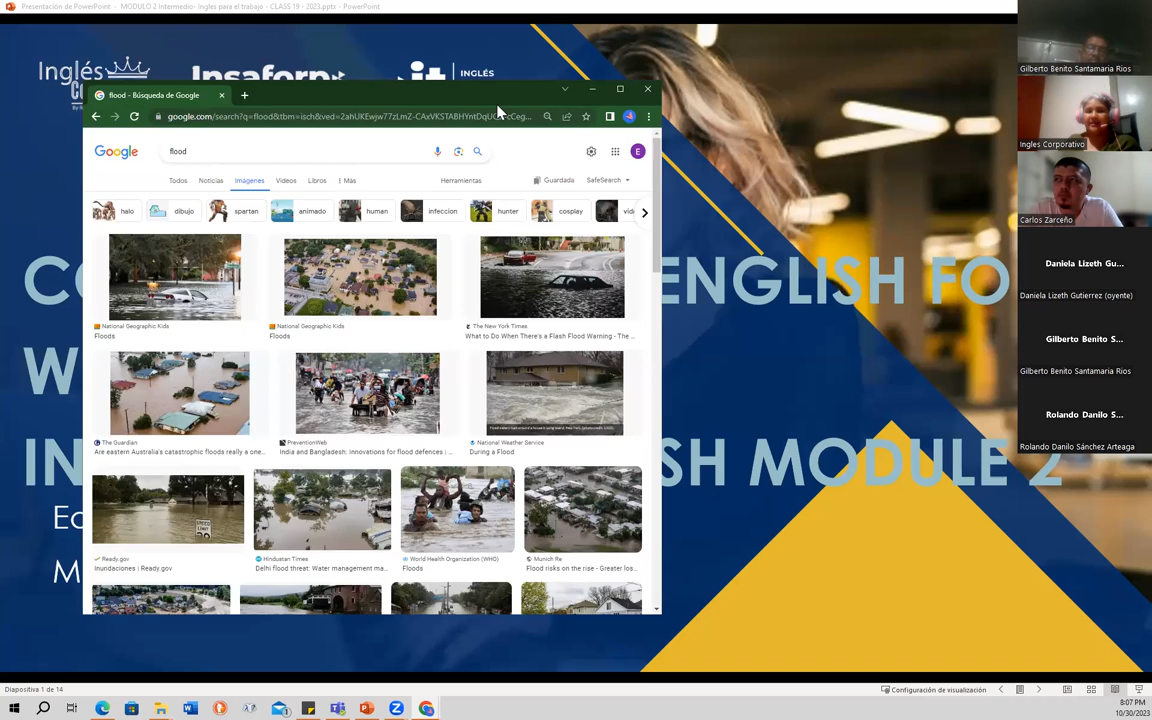 Presentación de PowerPoint - MODULO 2 Intermedio- Ingles para el trabajo - CLASS 19 - 2023.pptx - PowerPoint
Inglés
Insaforp
it
INGLÉS
flood - Búsqueda de Google
google.com/search?q=flood&tbm=isch&ved=
Google
flood
E
Todos
Noticias
Imágenes
Videos
Libros
Más
Herramientas
Guardada
SafeSearch
halo
dibujo
spartan
animado
human
infeccion
hunter
cosplay
National Geographic Kids
Floods
National Geographic Kids
Floods
The New York Times
What to Do When There's a Flash Flood Warning - The ...
The Guardian
Are eastern Australia's catastrophic floods really a one...
PreventionWeb
India and Bangladesh: innovations for flood defences | ...
National Weather Service
During a Flood
SPEED LIMIT
Ready.gov
Inundaciones | Ready.gov
Hindustan Times
Delhi flood threat: Water management ma...
World Health Organization (WHO)
Floods
Munich Re
Flood risks on the rise - Greater los...
ENGLISH FO
W
IN
SH MODULE 2
Gilberto Benito Santamaria Rios
Ingles Corporativo
Carlos Zarceño
Daniela Lizeth Gu...
Daniela Lizeth Gutierrez (oyente)
Gilberto Benito S...
Gilberto Benito Santamaria Rios
Rolando Danilo S...
Rolando Danilo Sánchez Arteaga
Diapositiva 1 de 14
Configuración de visualización
8:07 PM
10/30/2023